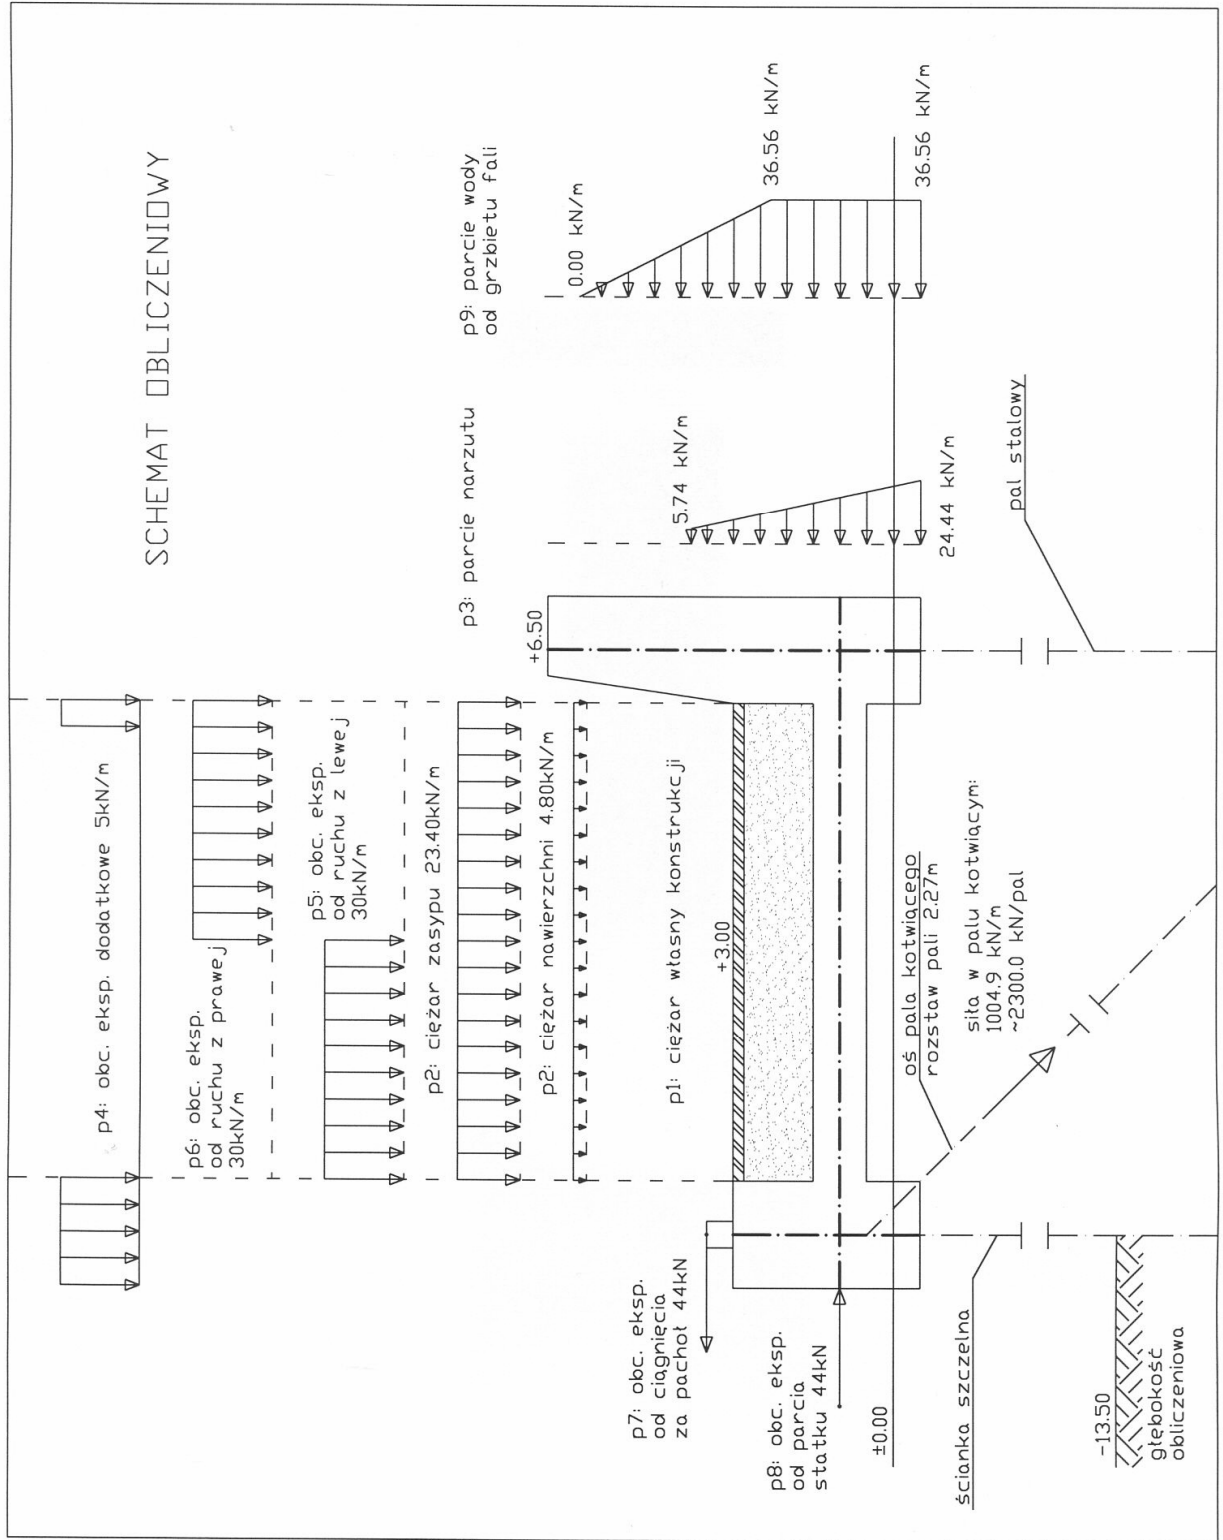 SCHEMAT OBLICZENIOWY
p4: obc. eksp. dodatkowe 5kN/m
p6: obc. eksp.
od ruchu z prawej
30kN/m
p5: obc. eksp.
od ruchu z lewej
30kN/m
p2: ciężar zasypu 23.40kN/m
p2: ciężar nawierzchni 4.80kN/m
p1: ciężar własny konstrukcji
p7: obc. eksp.
od ciągnięcia
za pachoł 44kN
p8: obc. eksp.
od parcia
statku 44kN
+3.00
+6.50
p3: parcie narzutu
5.74 kN/m
24.44 kN/m
p9: parcie wody
od grzbietu fali
0.00 kN/m
36.56 kN/m
36.56 kN/m
±0.00
oś pala kotwiącego
rozstaw pali 2.27m
siła w palu kotwiącym:
1004.9 kN/m
~2300.0 kN/pal
ścianka szczelna
pal stalowy
-13.50
głębokość
obliczeniowa